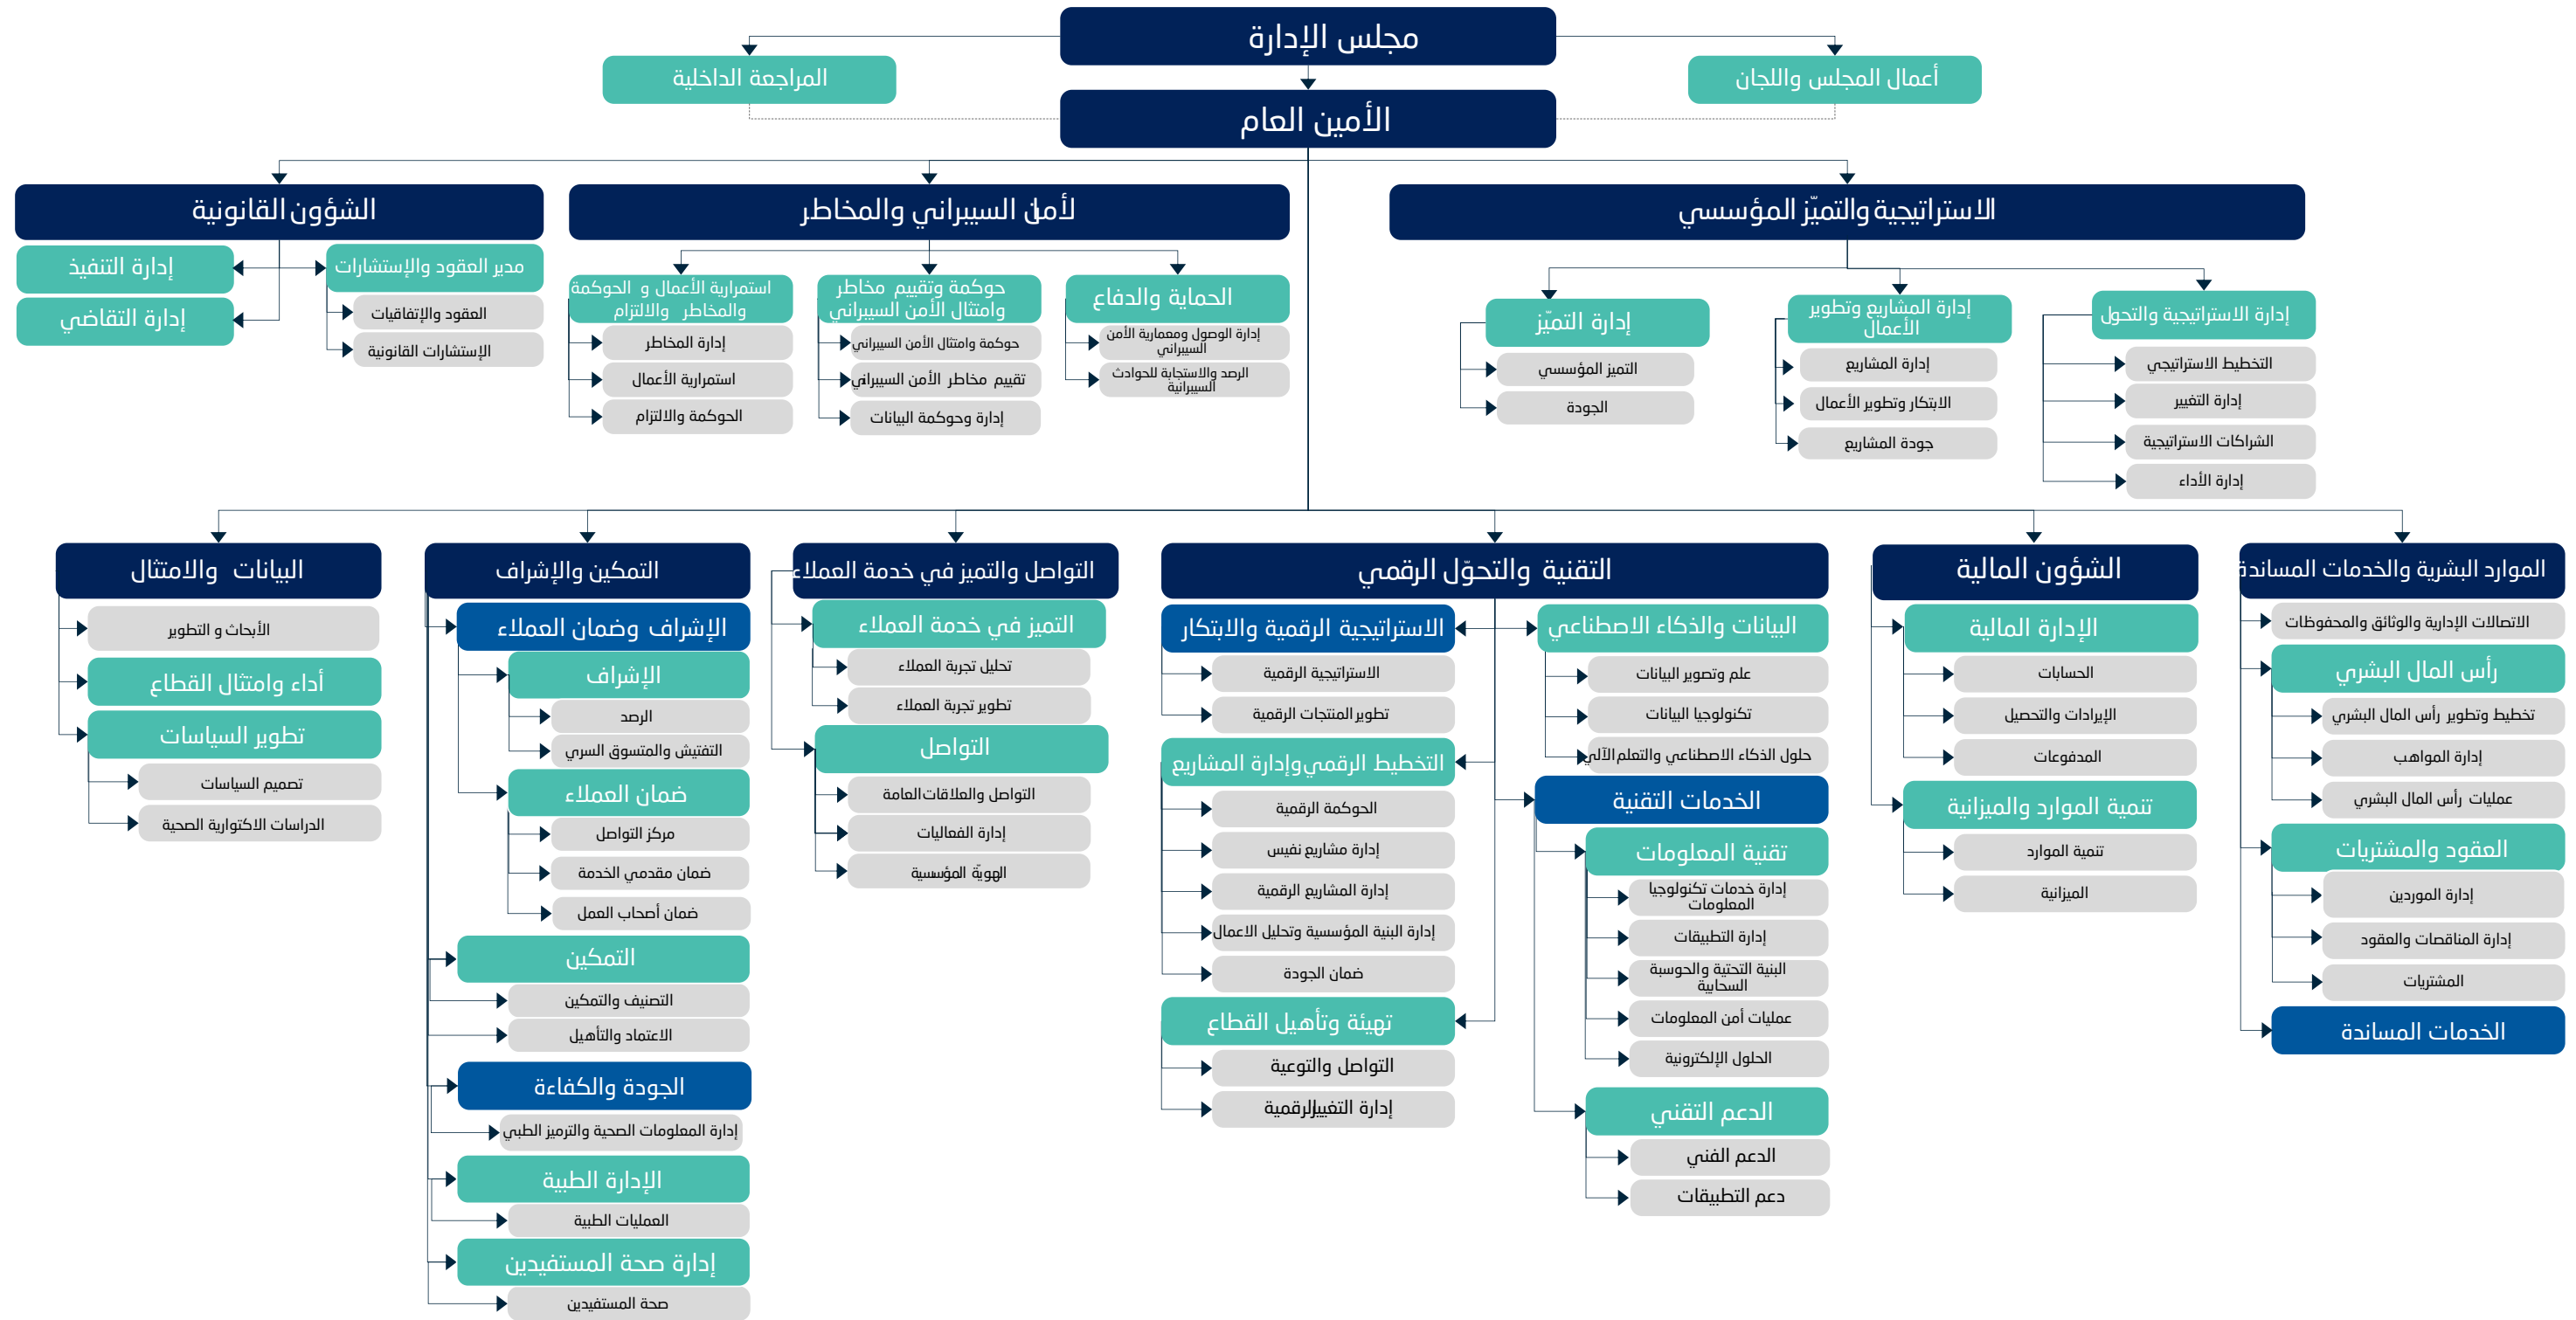 مجلس الإدارة
أعمال المجلس واللجان
المراجعة الداخلية
الأمين العام
الاستراتيجية والتميّز المؤسسي
إدارة الاستراتيجية والتحول
التخطيط الاستراتيجي
إدارة التغيير
الشراكات الاستراتيجية
إدارة الأداء
إدارة المشاريع وتطوير
الأعمال
إدارة المشاريع
الابتكار وتطوير الأعمال
جودة المشاريع
إدارة التميّز
التميز المؤسسي
الجودة
الأمن السيبراني والمخاطر
الحماية والدفاع
إدارة الوصول ومعمارية الأمن
السيبراني
الرصد والاستجابة للحوادث
السيبرانية
حوكمة وتقييم مخاطر
وامتثال الأمن السيبراني
حوكمة وامتثال الأمن السيبراني
تقييم مخاطر الأمن السيبراني
إدارة وحوكمة البيانات
استمرارية الأعمال و الحوكمة
والمخاطر والالتزام
إدارة المخاطر
استمرارية الأعمال
الحوكمة والالتزام
الشؤون القانونية
مدير العقود والإستشارات
العقود والإتفاقيات
الإستشارات القانونية
إدارة التنفيذ
إدارة التقاضي
الموارد البشرية والخدمات المساندة
الاتصالات الإدارية والوثائق والمحفوظات
رأس المال البشري
تخطيط وتطوير رأس المال البشري
إدارة المواهب
عمليات رأس المال البشري
العقود والمشتريات
إدارة الموردين
إدارة المناقصات والعقود
المشتريات
الخدمات المساندة
الشؤون المالية
الإدارة المالية
الحسابات
الإيرادات والتحصيل
المدفوعات
تنمية الموارد والميزانية
تنمية الموارد
الميزانية
التقنية والتحوّل الرقمي
البيانات والذكاء الاصطناعي
علم وتصوير البيانات
تكنولوجيا البيانات
حلول الذكاء الاصطناعي والتعلم الآلي
الخدمات التقنية
تقنية المعلومات
إدارة خدمات تكنولوجيا
المعلومات
إدارة التطبيقات
البنية التحتية والحوسبة
السحابية
عمليات أمن المعلومات
الحلول الإلكترونية
الدعم التقني
الدعم الفني
دعم التطبيقات
الاستراتيجية الرقمية والابتكار
الاستراتيجية الرقمية
تطوير المنتجات الرقمية
التخطيط الرقمي وإدارة المشاريع
الحوكمة الرقمية
إدارة مشاريع نفيس
إدارة المشاريع الرقمية
إدارة البنية المؤسسية وتحليل الاعمال
ضمان الجودة
تهيئة وتأهيل القطاع
التواصل والتوعية
إدارة التغيير الرقمية
التواصل والتميز في خدمة العملاء
التميز في خدمة العملاء
تحليل تجربة العملاء
تطوير تجربة العملاء
التواصل
التواصل والعلاقات العامة
إدارة الفعاليات
الهويّة المؤسسية
التمكين والإشراف
الإشراف وضمان العملاء
الإشراف
الرصد
التفتيش والمتسوق السري
ضمان العملاء
مركز التواصل
ضمان مقدمي الخدمة
ضمان أصحاب العمل
التمكين
التصنيف والتمكين
الاعتماد والتأهيل
الجودة والكفاءة
إدارة المعلومات الصحية والترميز الطبي
الإدارة الطبية
العمليات الطبية
إدارة صحة المستفيدين
صحة المستفيدين
البيانات والامتثال
الأبحاث و التطوير
أداء وامتثال القطاع
تطوير السياسات
تصميم السياسات
الدراسات الاكتوارية الصحية